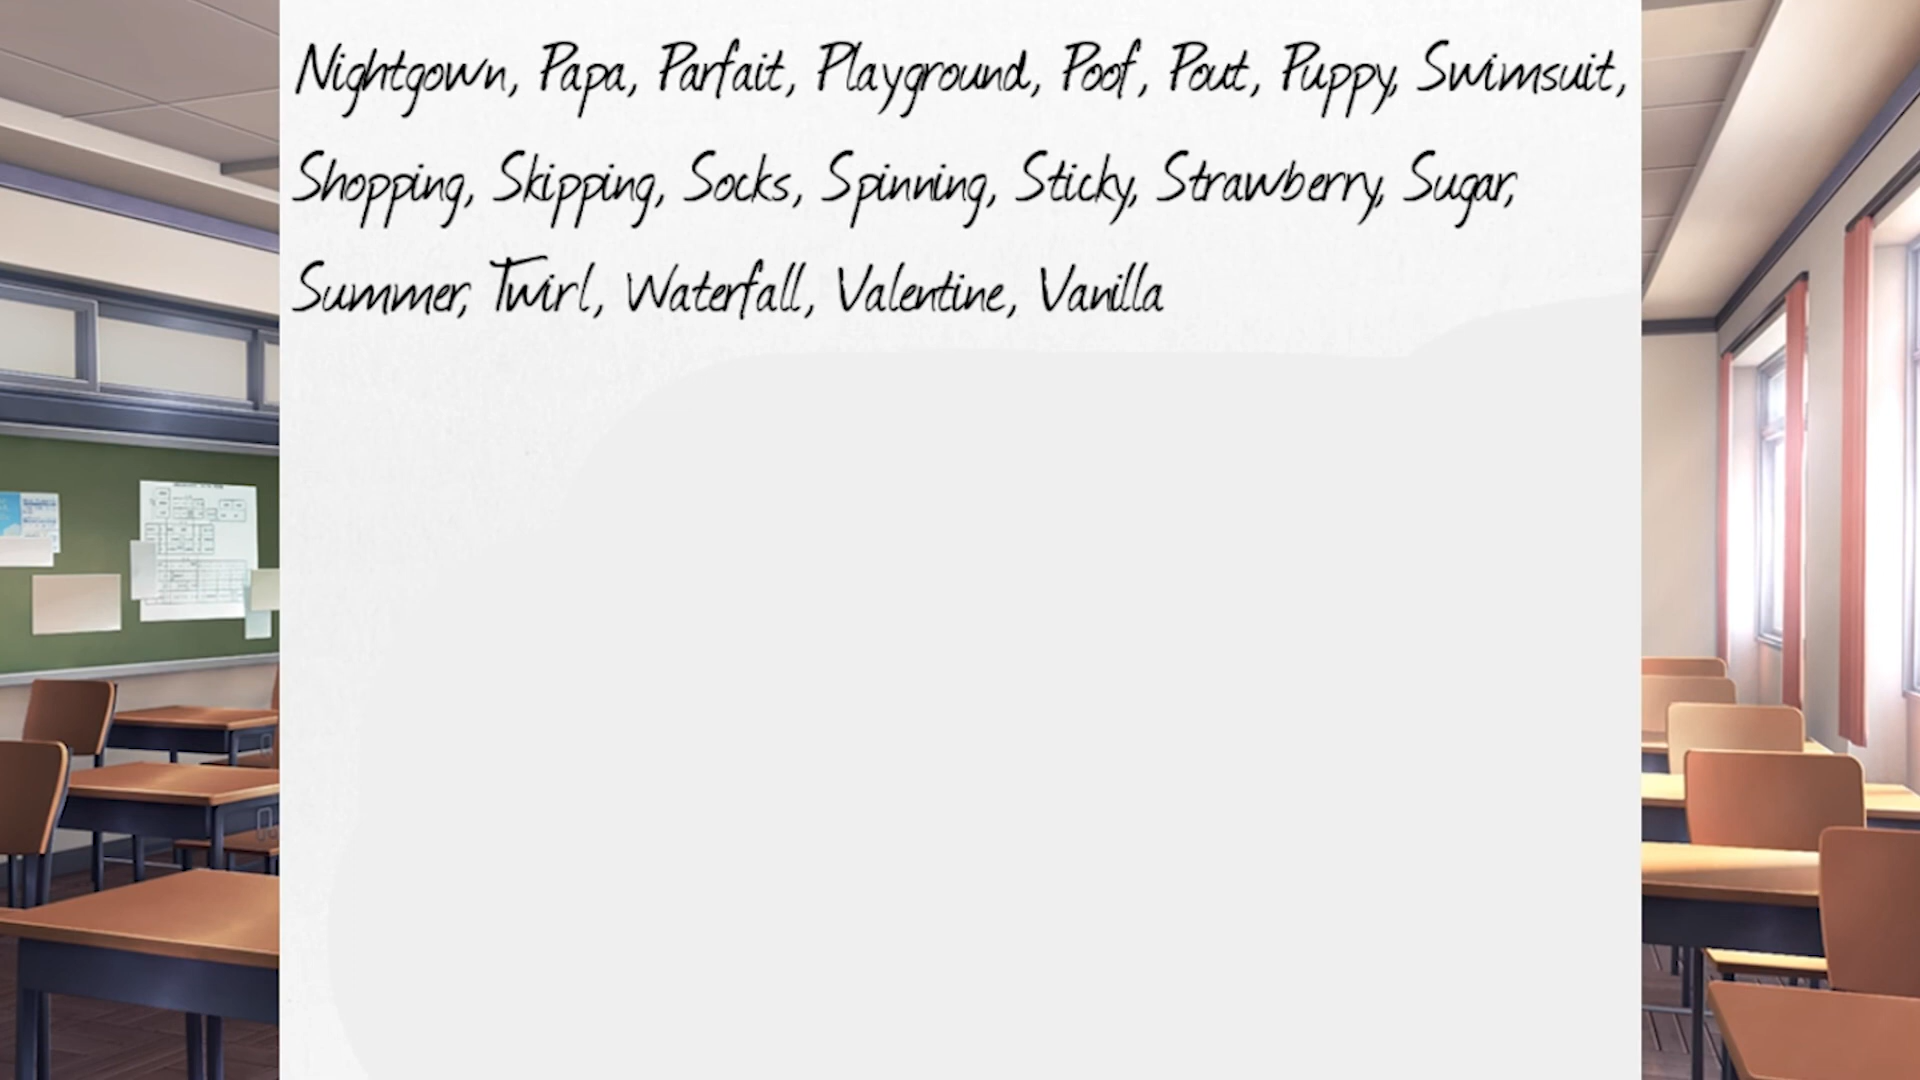 Nightgown, Papa, Parfait, Playground, Poof, Pout, Puppy, Swimsuit,
Shopping, Skipping, Socks, Spinning, Sticky, Strawberry, Sugar,
Summer, Twirl, Waterfall, Valentine, Vanilla